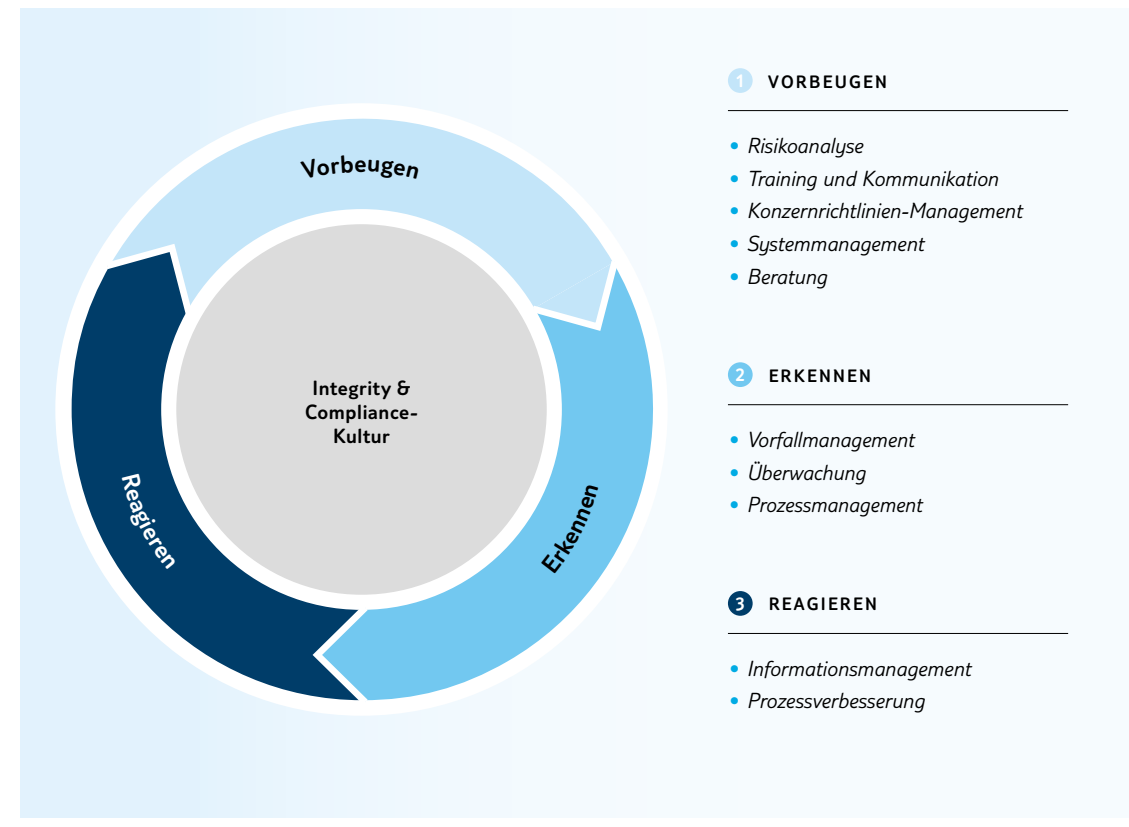 Vorbeugen
Integrity &
Compliance-
Kultur
Reagieren
Erkennen
1 VORBEUGEN
• Risikoanalyse
• Training und Kommunikation
• Konzernrichtlinien-Management
• Systemmanagement
• Beratung
2 ERKENNEN
• Vorfallmanagement
• Überwachung
• Prozessmanagement
3 REAGIEREN
• Informationsmanagement
• Prozessverbesserung